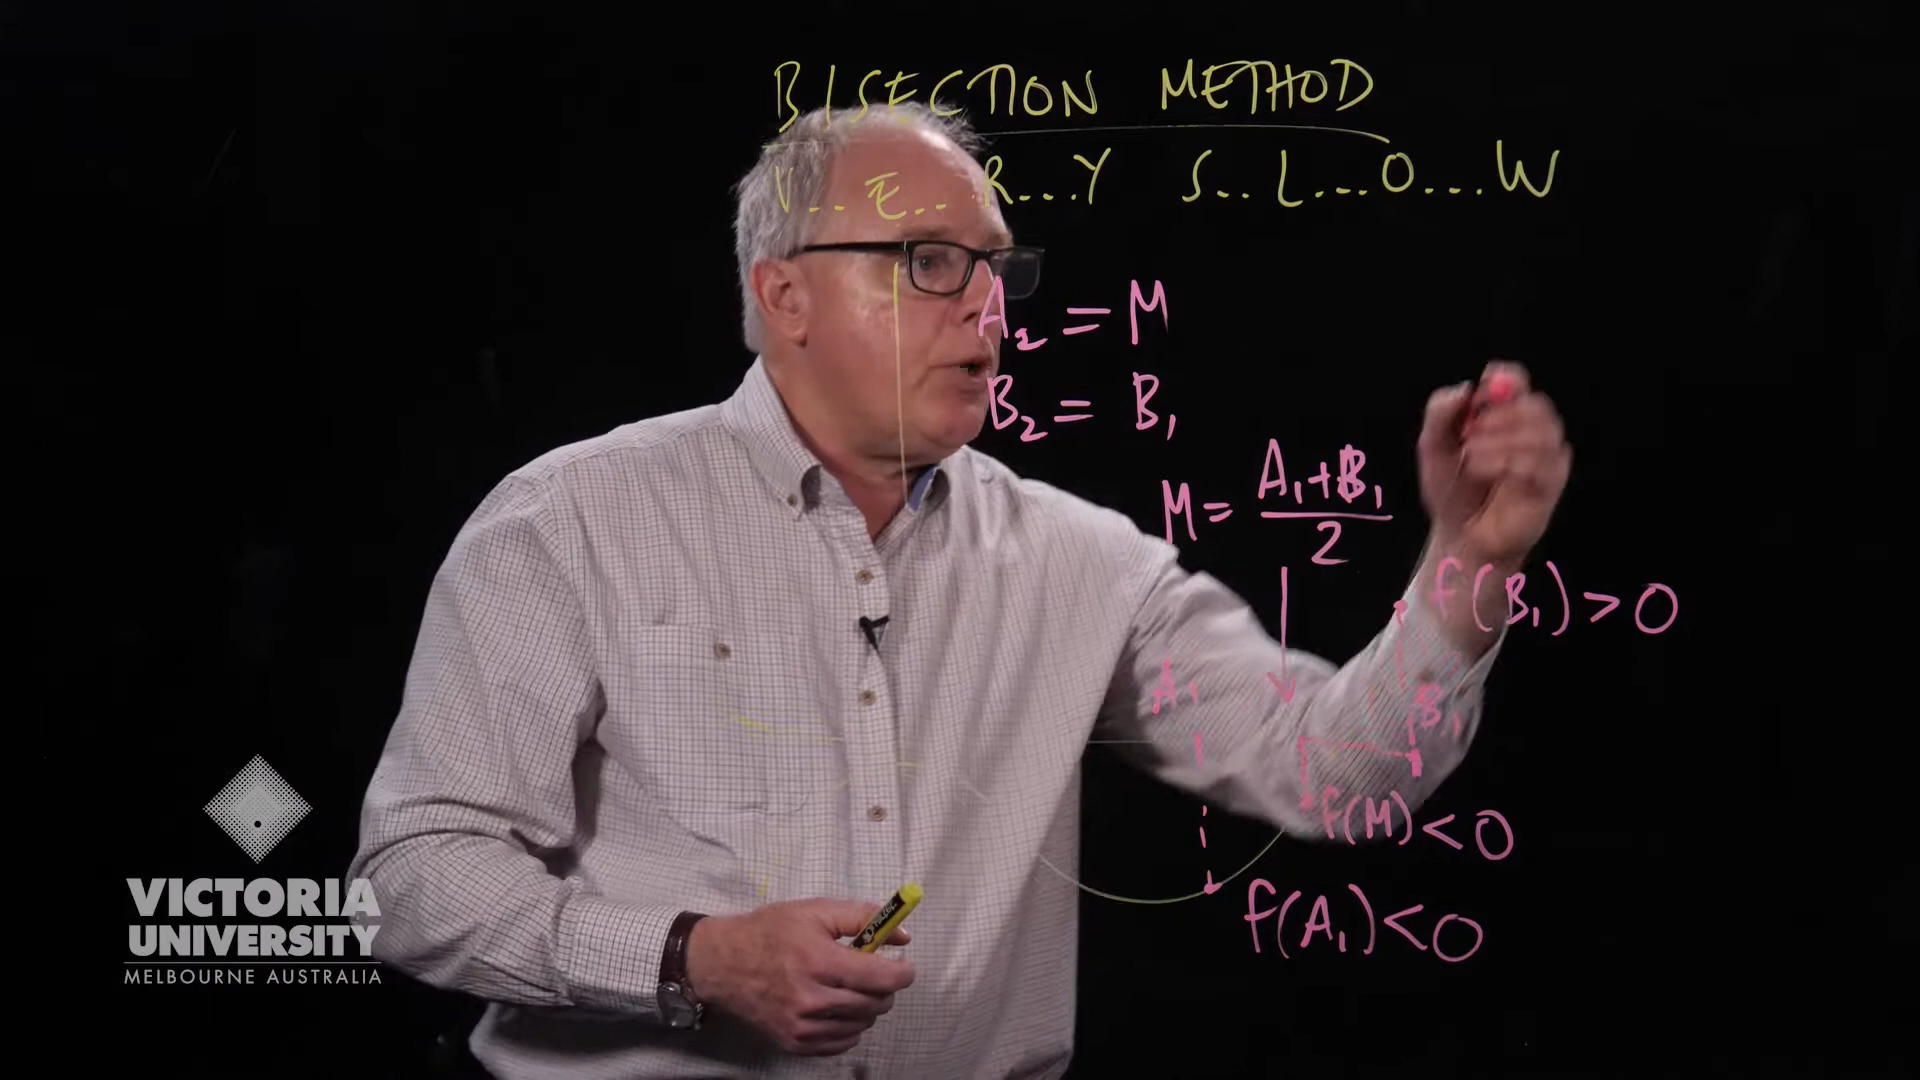 BISECTION METHOD
V.. E.. R...Y S..L...O...W
A₂ = M
B₂ = B₁
M = A₁+B₁
2
f(B₁) > 0
A₁
B₁
f(M) < 0
f(A₁) < 0
VICTORIA
UNIVERSITY
MELBOURNE AUSTRALIA